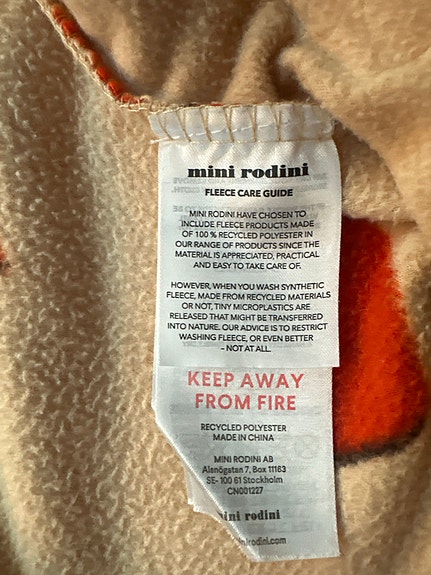 mini rodini
FLEECE CARE GUIDE
MINI RODINI HAVE CHOSEN TO
INCLUDE FLEECE PRODUCTS MADE
OF 100 % RECYCLED POLYESTER IN
OUR RANGE OF PRODUCTS SINCE THE
MATERIAL IS APPRECIATED, PRACTICAL
AND EASY TO TAKE CARE OF.
HOWEVER, WHEN YOU WASH SYNTHETIC
FLEECE, MADE FROM RECYCLED MATERIALS
OR NOT, TINY MICROPLASTICS ARE
RELEASED THAT MIGHT BE TRANSFERRED
INTO NATURE. OUR ADVICE IS TO RESTRICT
WASHING FLEECE, OR EVEN BETTER
– NOT AT ALL.
KEEP AWAY
FROM FIRE
RECYCLED POLYESTER
MADE IN CHINA
MINI RODINI AB
Alsnögatan 7, Box 11163
SE- 100 61 Stockholm
CN001227
ini rodini
inirodini.com